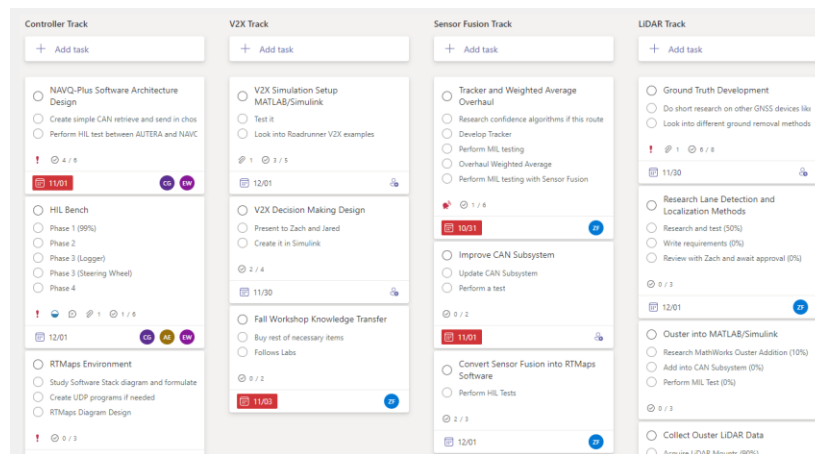 Controller Track
Add task
NAVQ-Plus Software Architecture
Design
Create simple CAN retrieve and send in chos
Perform HIL test between AUTERA and NAVC
4 / 6
11/01
CG
EW
HIL Bench
Phase 1 (99%)
Phase 2
Phase 3 (Logger)
Phase 3 (Steering Wheel)
Phase 4
1
1 / 6
12/01
CG
AE
EW
RTMaps Environment
Study Software Stack diagram and formulate
Create UDP programs if needed
RTMaps Diagram Design
0 / 3
V2X Track
Add task
V2X Simulation Setup
MATLAB/Simulink
Test it
Look into Roadrunner V2X examples
1
3 / 5
12/01
V2X Decision Making Design
Present to Zach and Jared
Create it in Simulink
2 / 4
11/30
Fall Workshop Knowledge Transfer
Buy rest of necessary items
Follows Labs
0 / 2
11/03
ZF
Sensor Fusion Track
Add task
Tracker and Weighted Average
Overhaul
Research confidence algorithms if this route
Develop Tracker
Perform MIL testing
Overhaul Weighted Average
Perform MIL testing with Sensor Fusion
1 / 6
10/31
ZF
Improve CAN Subsystem
Update CAN Subsystem
Perform a test
0 / 2
11/01
Convert Sensor Fusion into RTMaps
Software
Perform HIL Tests
2 / 3
12/01
ZF
LiDAR Track
Add task
Ground Truth Development
Do short research on other GNSS devices like
Look into different ground removal methods
1
6 / 8
11/30
Research Lane Detection and
Localization Methods
Research and test (50%)
Write requirements (0%)
Review with Zach and await approval (0%)
0 / 3
12/01
ZF
Ouster into MATLAB/Simulink
Research MathWorks Ouster Addition (10%)
Add into CAN Subsystem (0%)
Perform MIL Test (0%)
0 / 3
Collect Ouster LiDAR Data
Acquire LiDAR Mounts (90%)